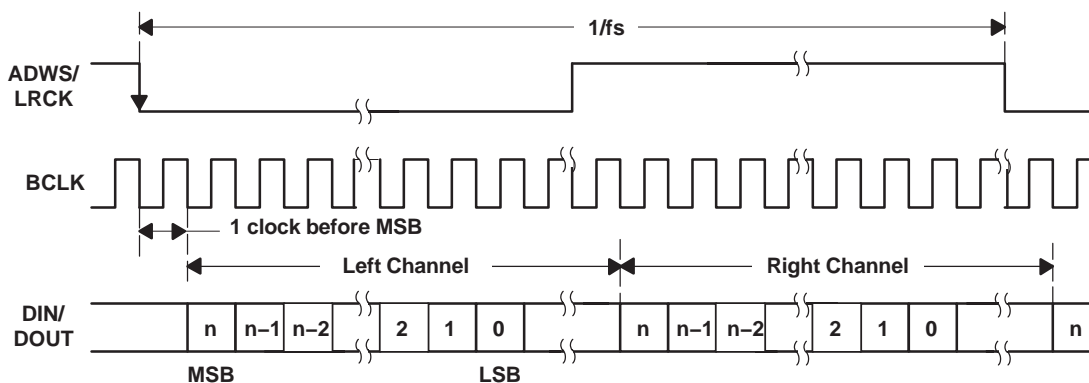 1/fs
ADWS/
LRCK
BCLK
1 clock before MSB
Left Channel
Right Channel
DIN/
DOUT
n n–1 n–2 2 1 0 n n–1 n–2 2 1 0 n
MSB LSB